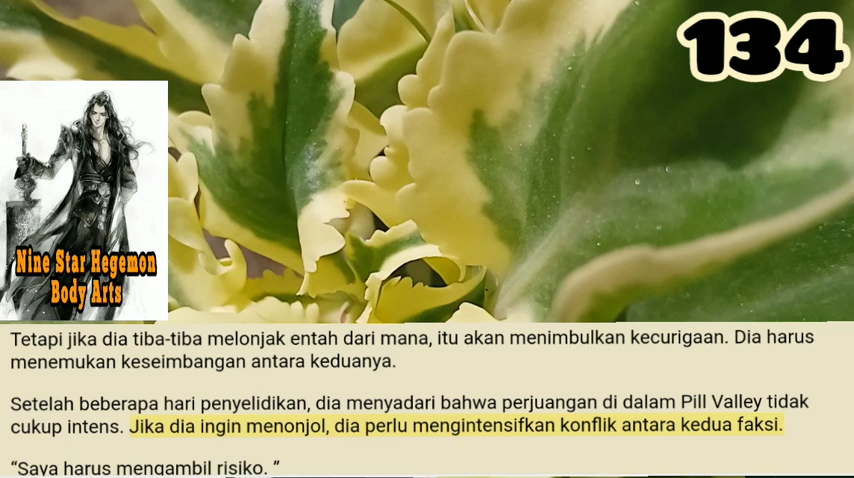 134
Nine Star Hegemon
Body Arts
Tetapi jika dia tiba-tiba melonjak entah dari mana, itu akan menimbulkan kecurigaan. Dia harus
menemukan keseimbangan antara keduanya.
Setelah beberapa hari penyelidikan, dia menyadari bahwa perjuangan di dalam Pill Valley tidak
cukup intens. Jika dia ingin menonjol, dia perlu mengintensifkan konflik antara kedua faksi.
“Saya harus mengambil risiko. ”